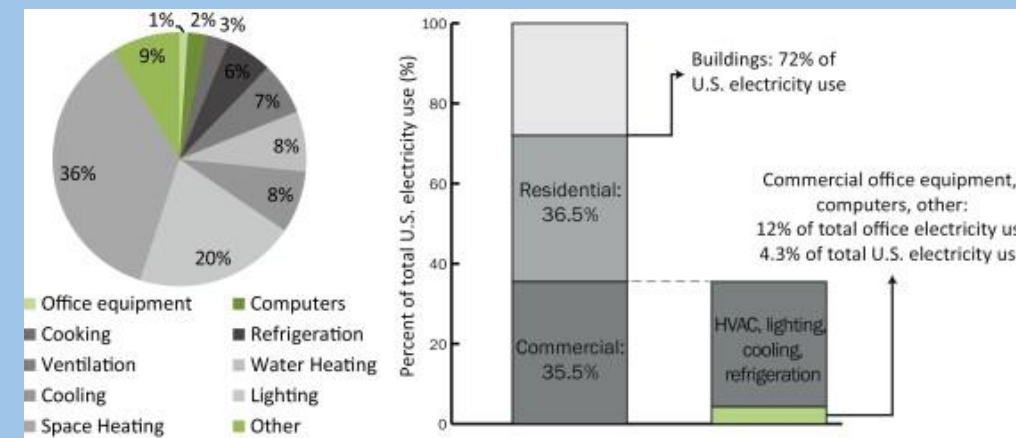 1% 2% 3%
9%
6%
7%
8%
8%
36%
20%
Office equipment
Computers
Cooking
Refrigeration
Ventilation
Water Heating
Cooling
Lighting
Space Heating
Other
Percent of total U.S. electricity use (%)
100
80
60
40
20
0
Residential:
36.5%
Commercial:
35.5%
Buildings: 72% of
U.S. electricity use
Commercial office equipment,
computers, other:
12% of total office electricity us
4.3% of total U.S. electricity us
HVAC, lighting,
cooling,
refrigeration